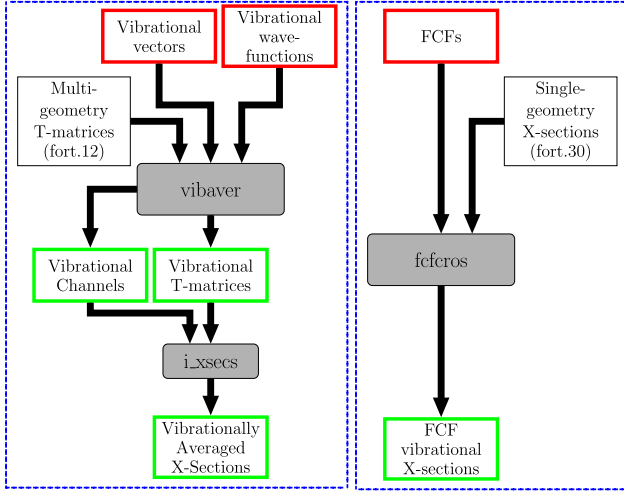 Vibrational
vectors
Vibrational
wave-
functions
Multi-
geometry
T-matrices
(fort.12)
vibaver
Vibrational
Channels
Vibrational
T-matrices
i_xsecs
Vibrationally
Averaged
X-Sections
FCFs
Single-
geometry
X-sections
(fort.30)
fcfcros
FCF
vibrational
X-sections